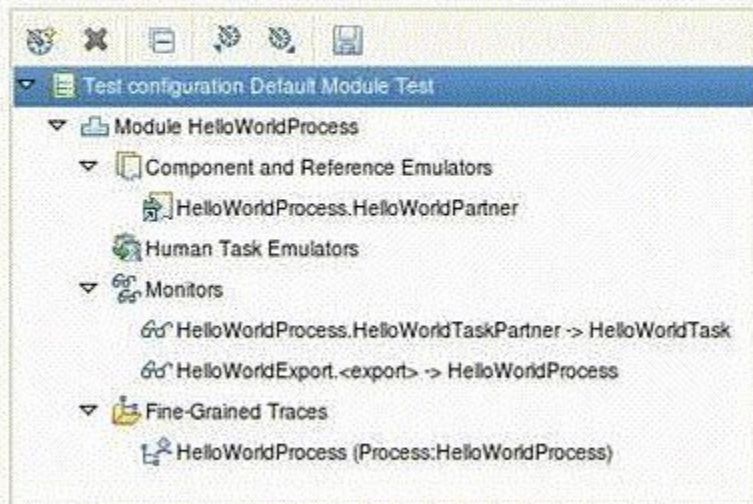 Test configuration Default Module Test
Module HelloWorldProcess
Component and Reference Emulators
HelloWorldProcess.HelloWorldPartner
Human Task Emulators
Monitors
HelloWorldProcess.HelloWorldTaskPartner -> HelloWorldTask
HelloWorldExport.<export> -> HelloWorldProcess
Fine-Grained Traces
HelloWorldProcess (Process:HelloWorldProcess)